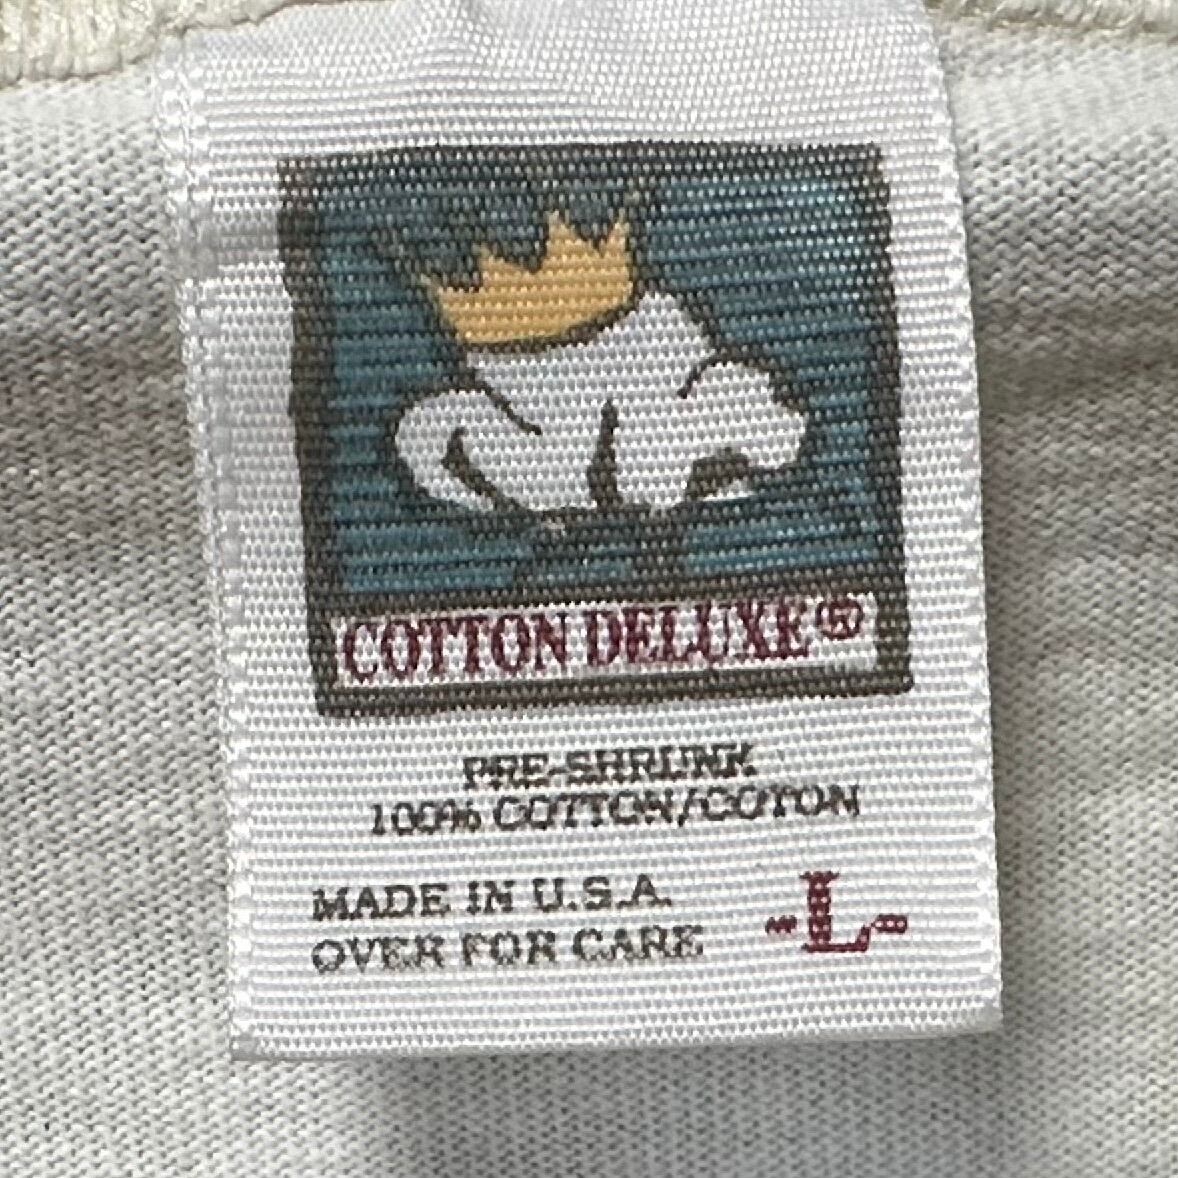 COTTON DELUXE®
PRE-SHRUNK
100% COTTON/COTON
MADE IN U.S.A.
OVER FOR CARE
-L-